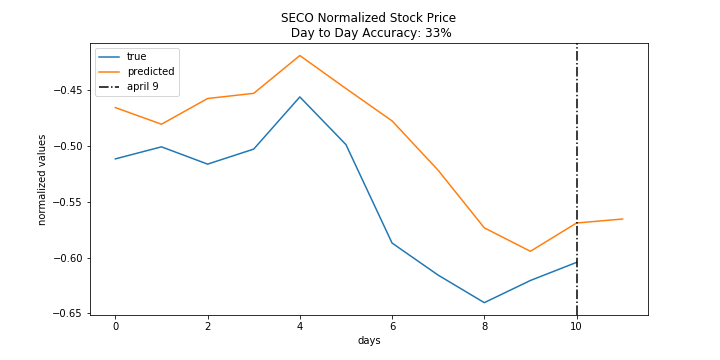 SECO Normalized Stock Price
Day to Day Accuracy: 33%
true
predicted
april 9
normalized values
−0.45
−0.50
−0.55
−0.60
−0.65
0 2 4 6 8 10
days